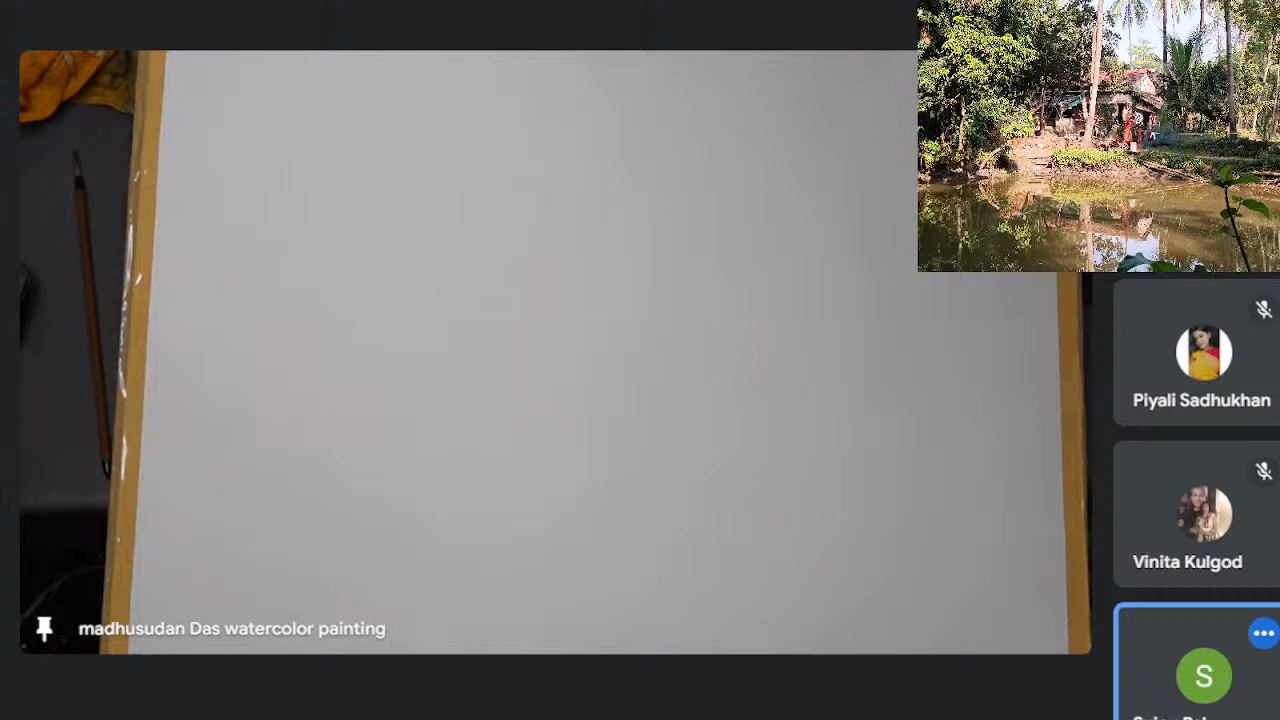 Piyali Sadhukhan
Vinita Kulgod
madhusudan Das watercolor painting
S